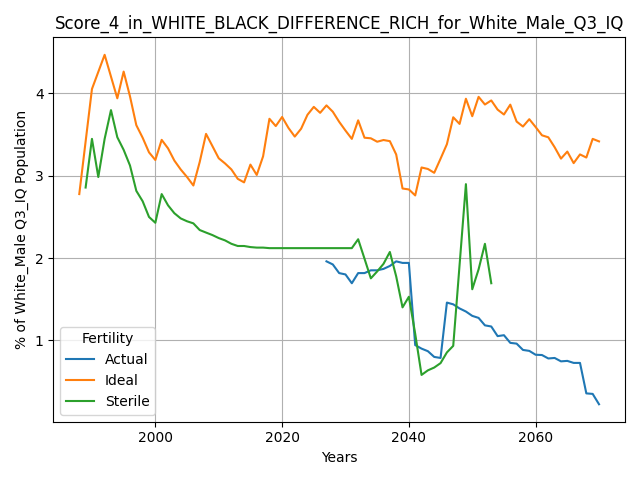 Score_4_in_WHITE_BLACK_DIFFERENCE_RICH_for_White_Male_Q3_IQ
% of White_Male Q3_IQ Population
4
3
2
1
Fertility
Actual
Ideal
Sterile
2000 2020 2040 2060
Years